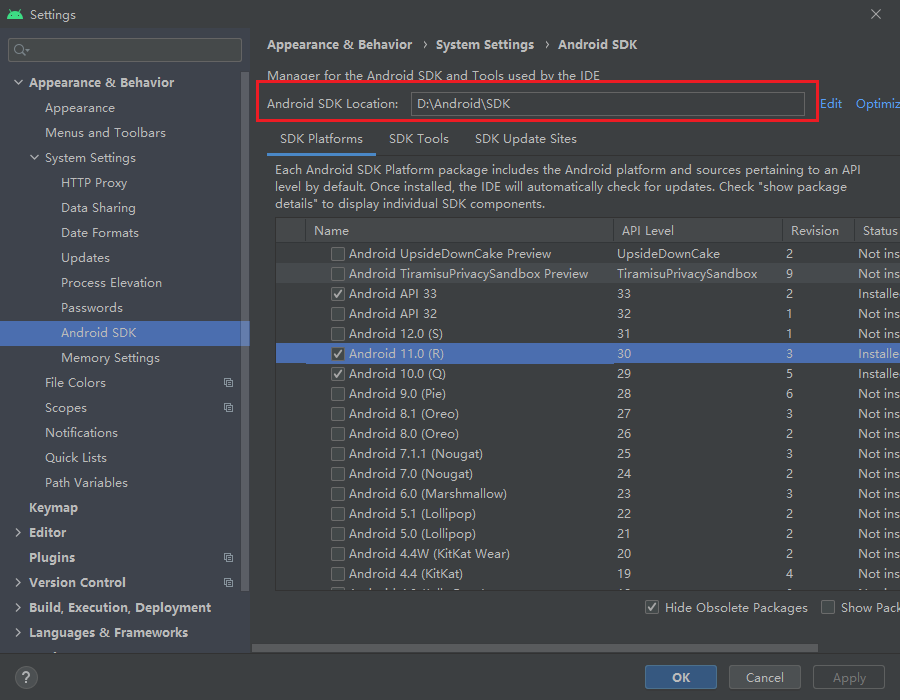 Settings
Appearance & Behavior
Appearance
Menus and Toolbars
System Settings
HTTP Proxy
Data Sharing
Date Formats
Updates
Process Elevation
Passwords
Android SDK
Memory Settings
File Colors
Scopes
Notifications
Quick Lists
Path Variables
Keymap
Editor
Plugins
Version Control
Build, Execution, Deployment
Languages & Frameworks
Appearance & Behavior › System Settings › Android SDK
Manager for the Android SDK and Tools used by the IDE
Android SDK Location: D:\Android\SDK Edit Optimiz
SDK Platforms SDK Tools SDK Update Sites
Each Android SDK Platform package includes the Android platform and sources pertaining to an API
level by default. Once installed, the IDE will automatically check for updates. Check "show package
details" to display individual SDK components.
Name API Level Revision Status
Android UpsideDownCake Preview UpsideDownCake 2 Not ins
Android TiramisuPrivacySandbox Preview TiramisuPrivacySandbox 9 Not ins
Android API 33 33 2 Installe
Android API 32 32 1 Not ins
Android 12.0 (S) 31 1 Not ins
Android 11.0 (R) 30 3 Installe
Android 10.0 (Q) 29 5 Installe
Android 9.0 (Pie) 28 6 Not ins
Android 8.1 (Oreo) 27 3 Not ins
Android 8.0 (Oreo) 26 2 Not ins
Android 7.1.1 (Nougat) 25 3 Not ins
Android 7.0 (Nougat) 24 2 Not ins
Android 6.0 (Marshmallow) 23 3 Not ins
Android 5.1 (Lollipop) 22 2 Not ins
Android 5.0 (Lollipop) 21 2 Not ins
Android 4.4W (KitKat Wear) 20 2 Not ins
Android 4.4 (KitKat) 19 4 Not ins
Hide Obsolete Packages Show Pack
? OK Cancel Apply